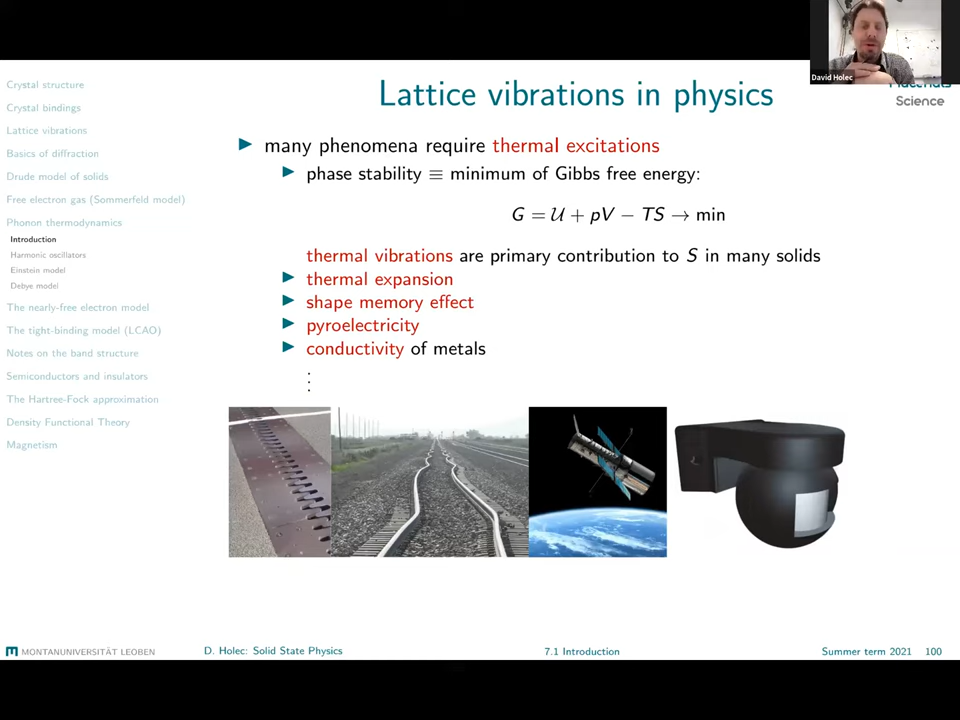 David Holec
Materials
Science
Lattice vibrations in physics
Crystal structure
Crystal bindings
Lattice vibrations
Basics of diffraction
Drude model of solids
Free electron gas (Sommerfeld model)
Phonon thermodynamics
Introduction
Harmonic oscillators
Einstein model
Debye model
The nearly-free electron model
The tight-binding model (LCAO)
Notes on the band structure
Semiconductors and insulators
The Hartree-Fock approximation
Density Functional Theory
Magnetism
▶ many phenomena require thermal excitations
▶ phase stability ≡ minimum of Gibbs free energy:
G = U + pV − TS → min
thermal vibrations are primary contribution to S in many solids
▶ thermal expansion
▶ shape memory effect
▶ pyroelectricity
▶ conductivity of metals
⋮
MONTANUNIVERSITÄT LEOBEN
D. Holec: Solid State Physics
7.1 Introduction
Summer term 2021 100